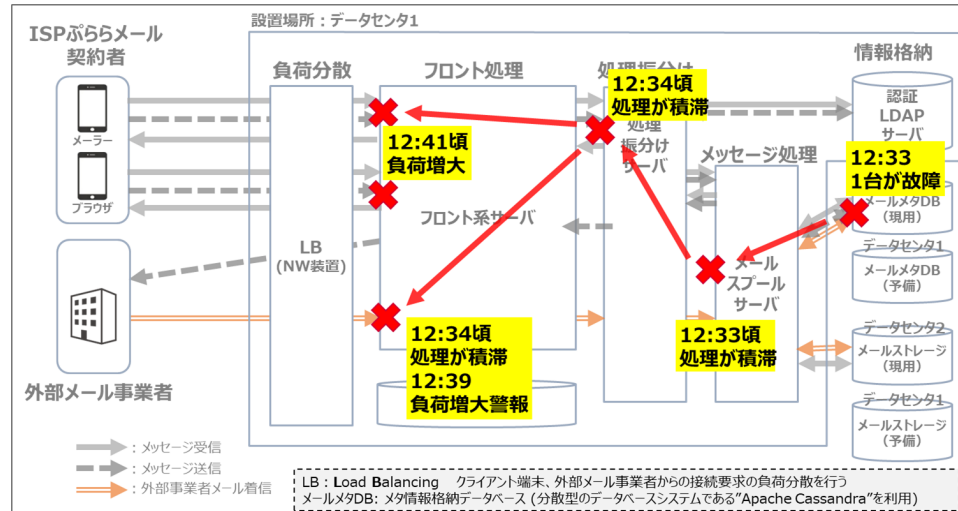 設置場所：データセンタ1
ISPぷららメール
契約者
メーラー
ブラウザ
外部メール事業者
負荷分散
LB
(NW装置)
フロント処理
フロント系サーバ
12:41頃
負荷増大
12:34頃
処理が積滞
12:39
負荷増大警報
処理振分け
12:34頃
処理が積滞
処理
振分け
サーバ
メッセージ処理
メール
スプール
サーバ
12:33頃
処理が積滞
情報格納
認証
LDAP
サーバ
12:33
1台が故障
メールメタDB
(現用)
データセンタ1
メールメタDB
(予備)
データセンタ2
メールストレージ
(現用)
データセンタ1
メールストレージ
(予備)
：メッセージ受信
：メッセージ送信
：外部事業者メール着信
LB：Load Balancing　クライアント端末、外部メール事業者からの接続要求の負荷分散を行う
メールメタDB: メタ情報格納データベース (分散型のデータベースシステムである"Apache Cassandra"を利用)